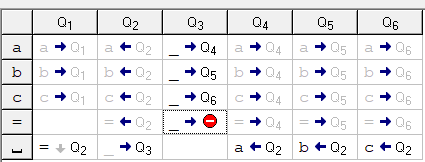 Q1 Q2 Q3 Q4 Q5 Q6
a a → Q1 a ← Q2 _ → Q4 a → Q4 a → Q5 a → Q6
b b → Q1 b ← Q2 _ → Q5 b → Q4 b → Q5 b → Q6
c c → Q1 c ← Q2 _ → Q6 c → Q4 c → Q5 c → Q6
= = ← Q2 _ → = → Q4 = → Q5 = → Q6
␣ = ↓ Q2 _ → Q3 a ← Q2 b ← Q2 c ← Q2